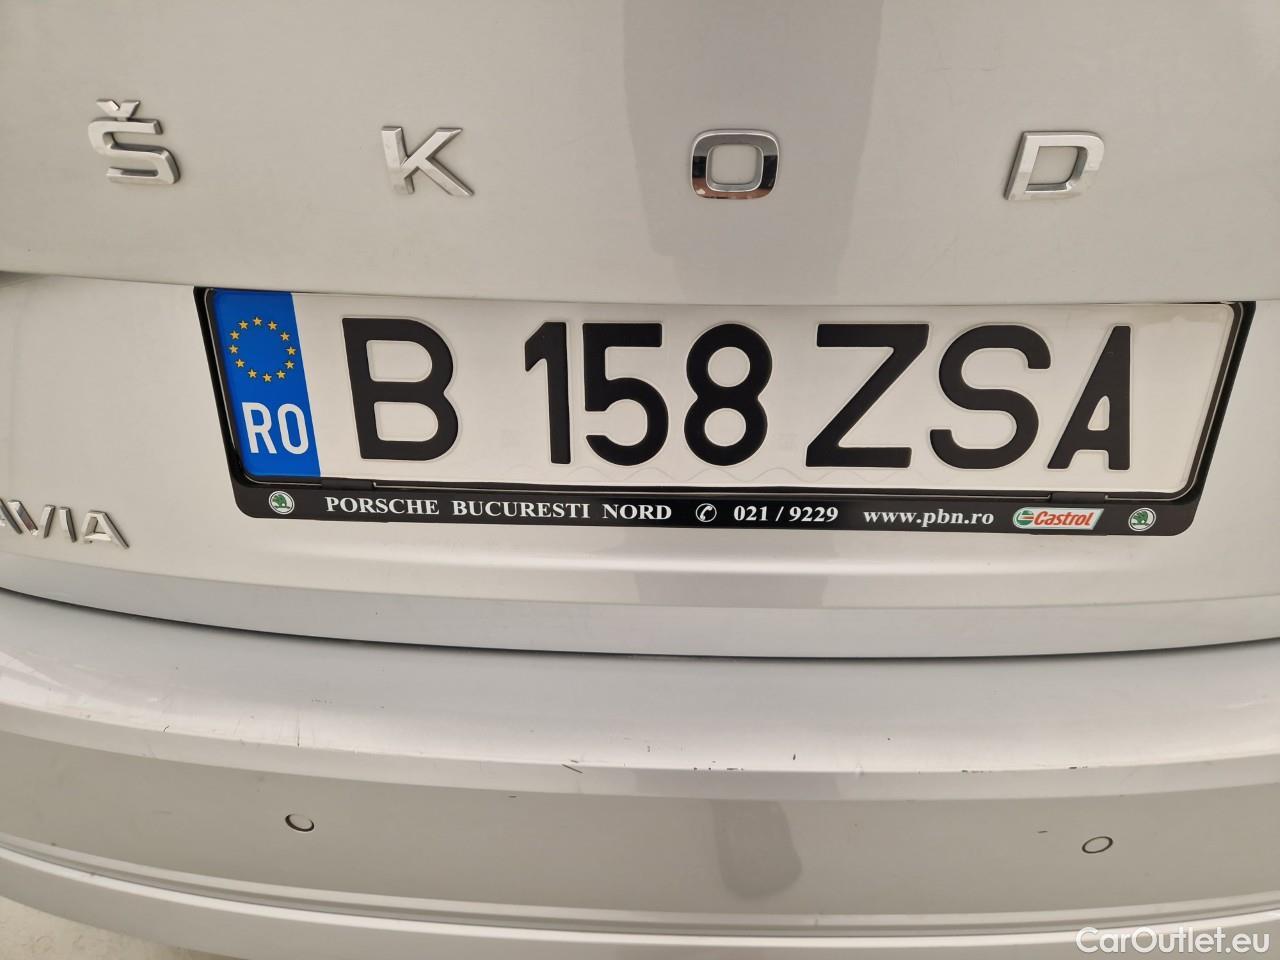 ŠKOD
RO
B 158 ZSA
AVIA
PORSCHE BUCURESTI NORD ✆ 021 / 9229 www.pbn.ro Castrol
CarOutlet.eu